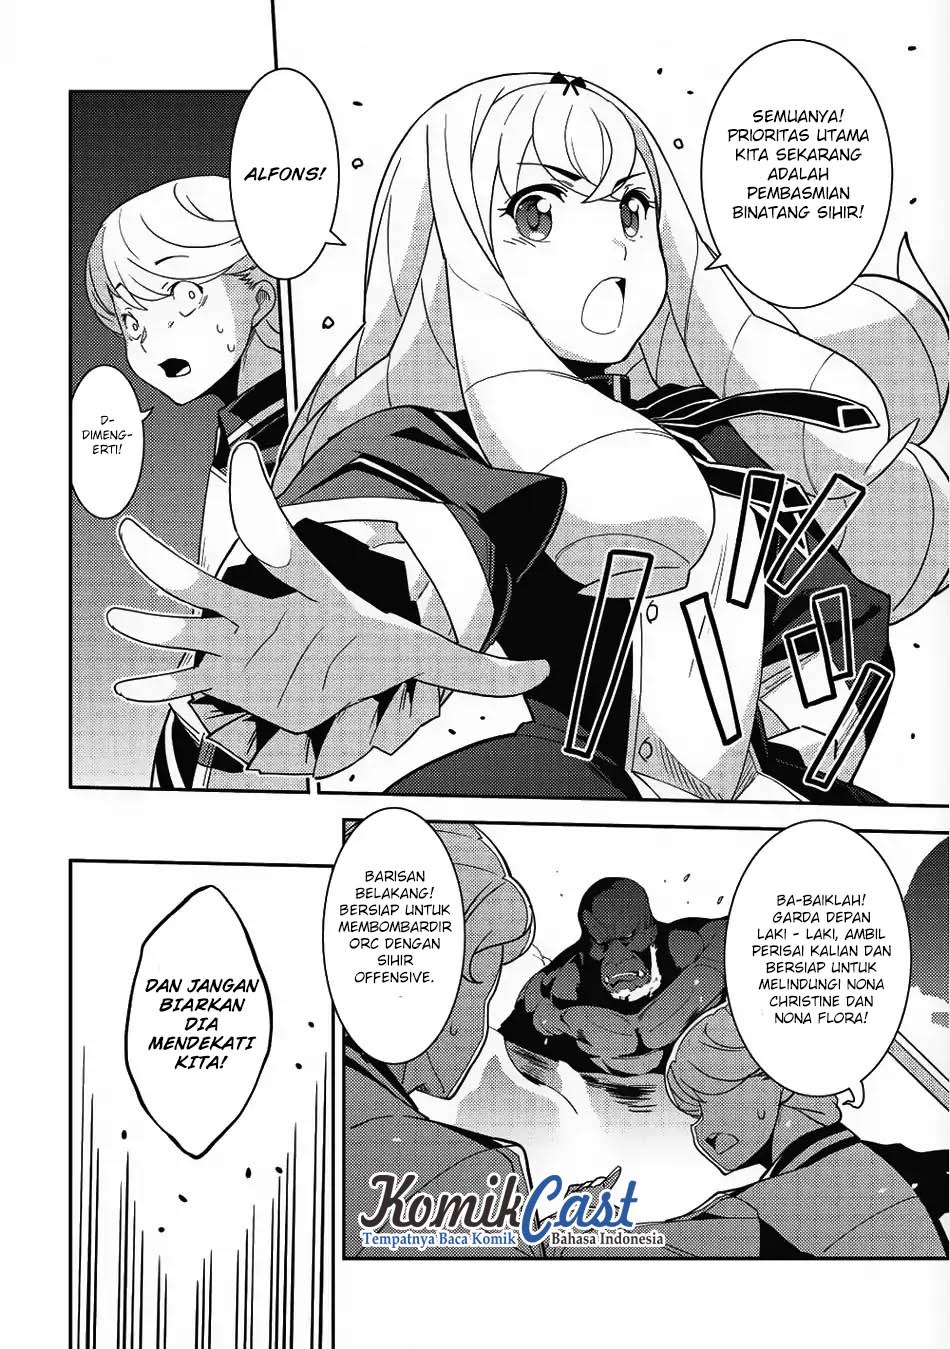 SEMUANYA!
PRIORITAS UTAMA
KITA SEKARANG
ADALAH
PEMBASMIAN
BINATANG SIHIR!
ALFONS!
D-
DIMENG-
ERTI!
BA-BAIKLAH!
GARDA DEPAN
LAKI - LAKI, AMBIL
PERISAI KALIAN DAN
BERSIAP UNTUK
MELINDUNGI NONA
CHRISTINE DAN
NONA FLORA!
BARISAN
BELAKANG!
BERSIAP UNTUK
MEMBOMBARDIR
ORC DENGAN
SIHIR
OFFENSIVE.
DAN JANGAN
BIARKAN
DIA
MENDEKATI
KITA!
KomikCast
Tempatnya Baca Komik Bahasa Indonesia